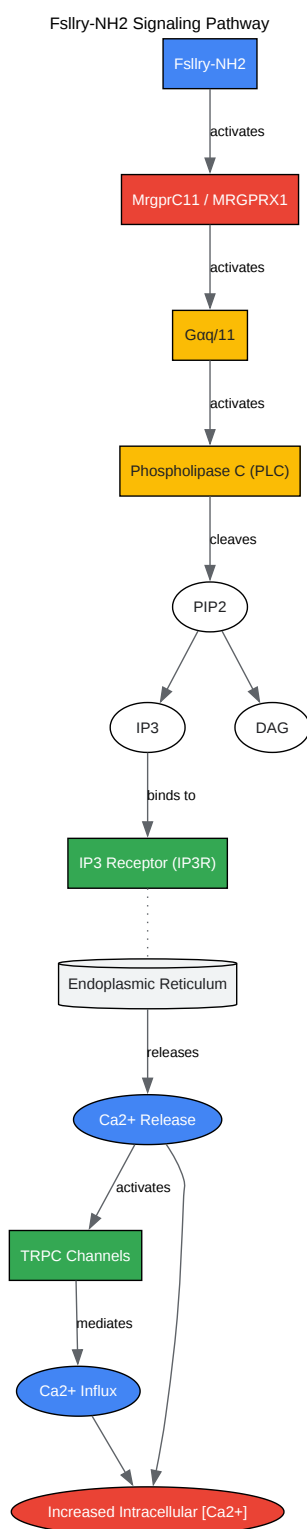 Fsllry-NH2 Signaling Pathway
Fsllry-NH2
activates
MrgprC11 / MRGPRX1
activates
Gαq/11
activates
Phospholipase C (PLC)
cleaves
PIP2
IP3
DAG
binds to
IP3 Receptor (IP3R)
Endoplasmic Reticulum
releases
Ca2+ Release
activates
TRPC Channels
mediates
Ca2+ Influx
Increased Intracellular [Ca2+]